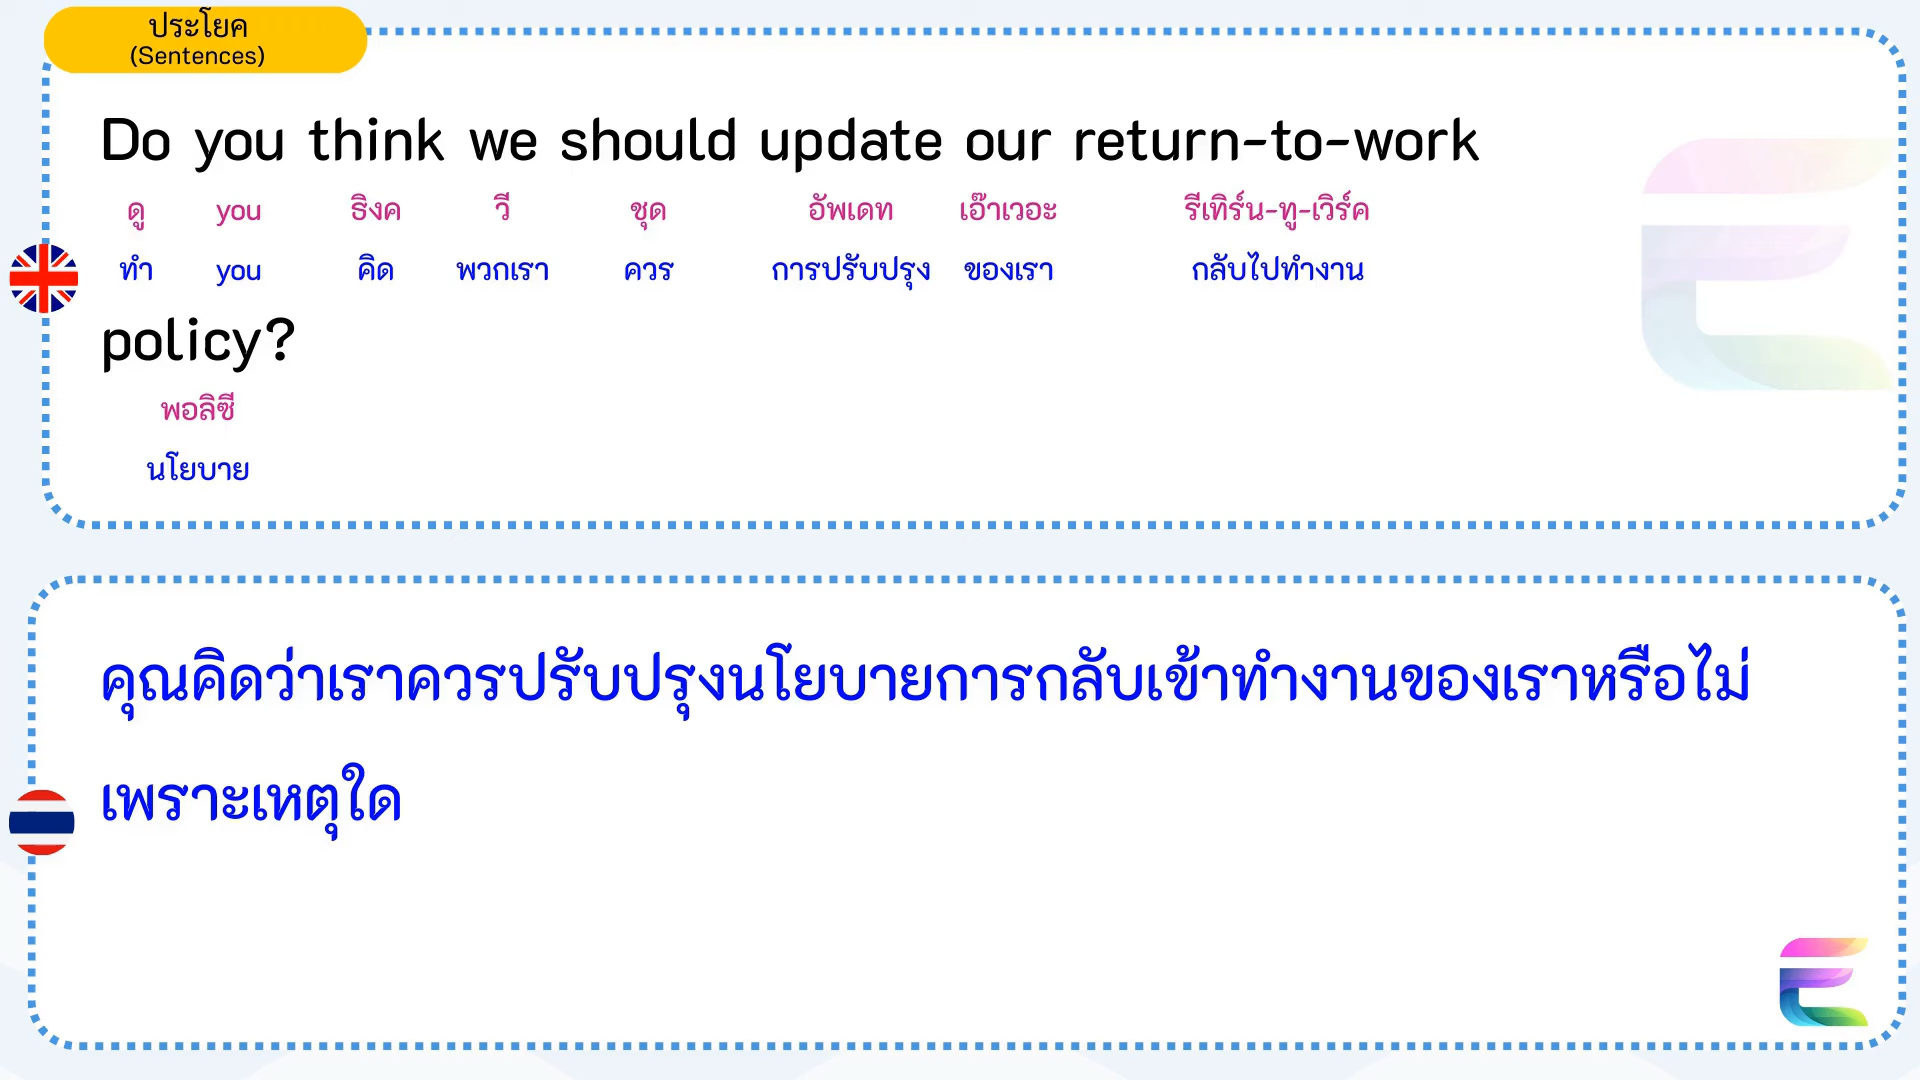 ประโยค
(Sentences)
Do you think we should update our return-to-work
ดู you ธิงค วี ชุด อัพเดท เอ๊าเวอะ รีเทิร์น-ทู-เวิร์ค
ทำ you คิด พวกเรา ควร การปรับปรุง ของเรา กลับไปทำงาน
policy?
พอลิซี
นโยบาย
คุณคิดว่าเราควรปรับปรุงนโยบายการกลับเข้าทำงานของเราหรือไม่
เพราะเหตุใด